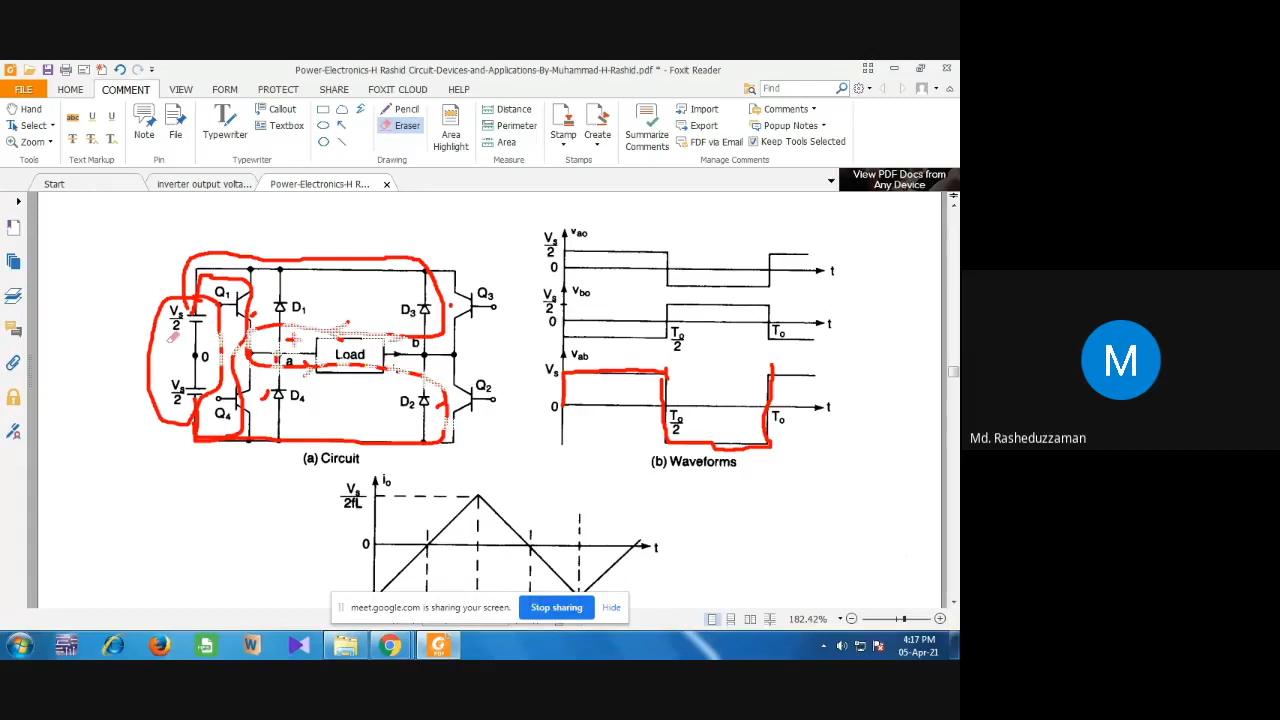 Power-Electronics-H Rashid Circuit-Devices-and-Applications-By-Muhammad-H-Rashid.pdf * - Foxit Reader
FILE HOME COMMENT VIEW FORM PROTECT SHARE FOXIT CLOUD HELP
Find
Hand
Select
Zoom
Tools
Text Markup
Note
File
Pin
Typewriter
Callout
Textbox
Typewriter
Pencil
Eraser
Area Highlight
Drawing
Distance
Perimeter
Area
Measure
Stamp
Create
Stamps
Summarize Comments
Import
Export
FDF via Email
Comments
Popup Notes
Keep Tools Selected
Manage Comments
Start
inverter output volta...
Power-Electronics-H R...
View PDF Docs from Any Device
Vs/2
Vs/2
0
Q1
D1
D3
Q3
a
Load
b
Q4
D4
D2
Q2
(a) Circuit
Vs/2
vao
0
t
Vs/2
vbo
0
To/2
To
t
vab
Vs
0
To/2
To
t
(b) Waveforms
Vs/2fL
io
0
t
meet.google.com is sharing your screen.
Stop sharing
Hide
182.42%
4:17 PM
05-Apr-21
M
Md. Rasheduzzaman